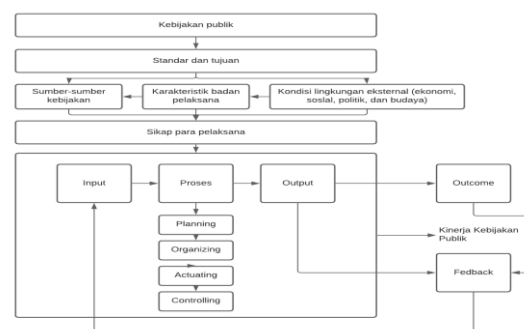 Kebijakan publik
Standar dan tujuan
Sumber-sumber
kebijakan
Karakteristik badan
pelaksana
Kondisi lingkungan eksternal (ekonomi,
soslal, politik, dan budaya)
Sikap para pelaksana
Input
Proses
Output
Outcome
Planning
Organizing
Actuating
Controlling
Kinerja Kebijakan
Publik
Fedback